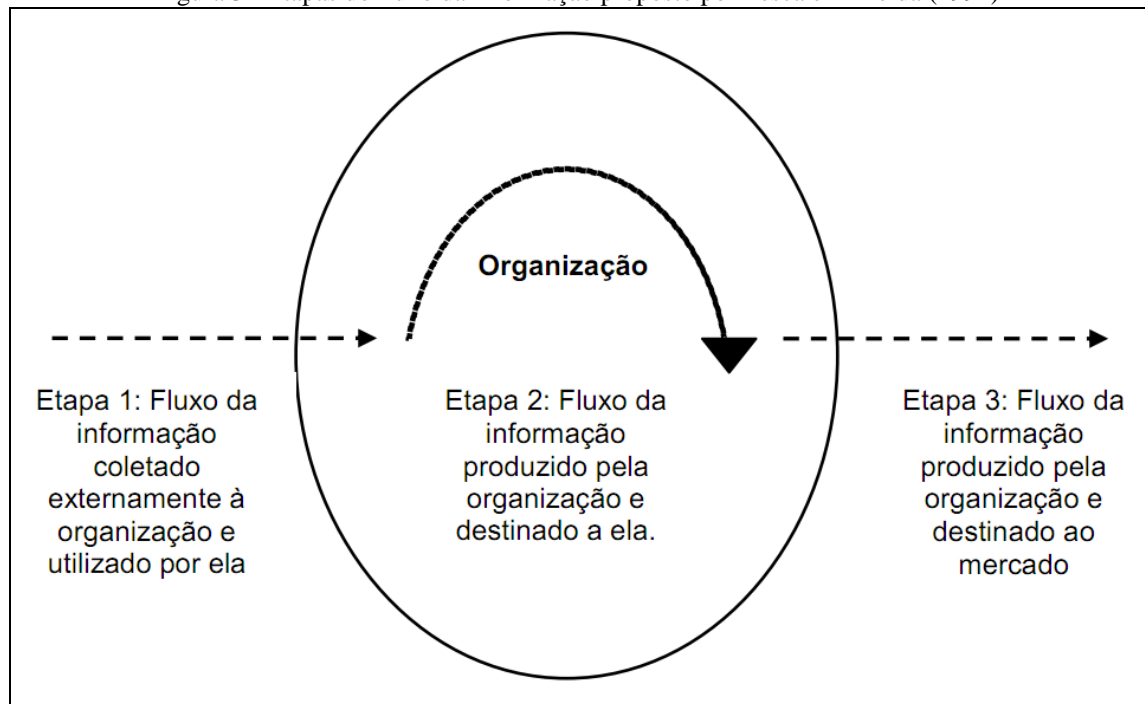 Organização
Etapa 1: Fluxo da
informação
coletado
externamente à
organização e
utilizado por ela
Etapa 2: Fluxo da
informação
produzido pela
organização e
destinado a ela.
Etapa 3: Fluxo da
informação
produzido pela
organização e
destinado ao
mercado